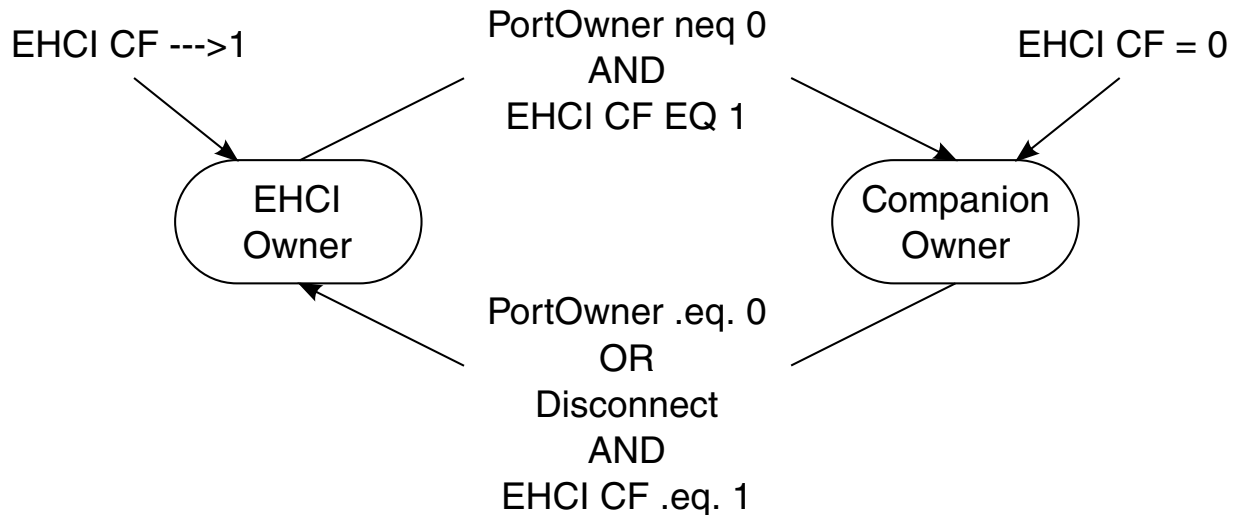 EHCI CF --->1
PortOwner neq 0
AND
EHCI CF EQ 1
EHCI CF = 0
EHCI
Owner
Companion
Owner
PortOwner .eq. 0
OR
Disconnect
AND
EHCI CF .eq. 1